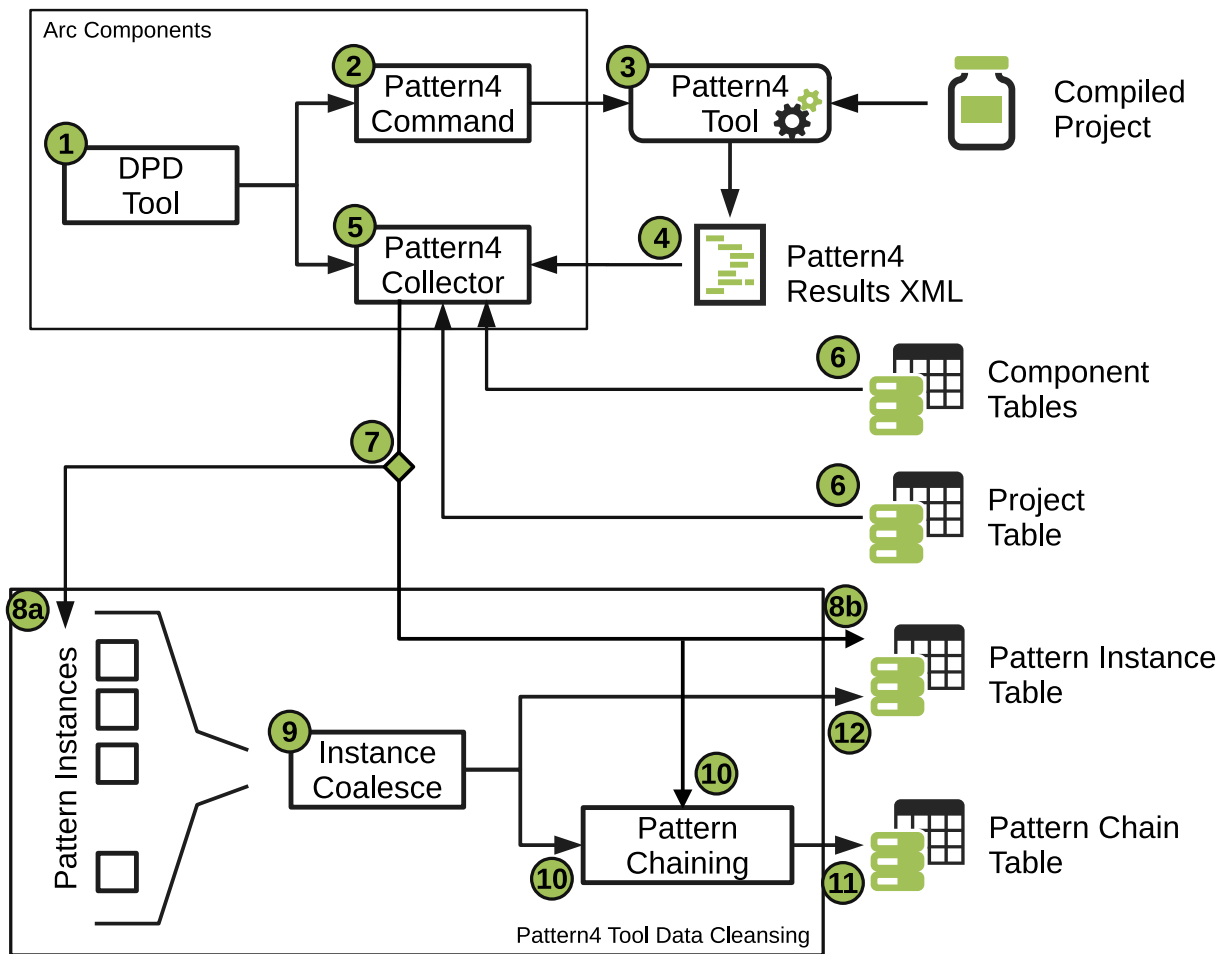 Arc Components
2
Pattern4
Command
3
Pattern4
Tool
Compiled
Project
1
DPD
Tool
5
Pattern4
Collector
4
Pattern4
Results XML
6
Component
Tables
7
6
Project
Table
8a
Pattern Instances
8b
Pattern Instance
Table
12
9
Instance
Coalesce
10
10
Pattern
Chaining
11
Pattern Chain
Table
Pattern4 Tool Data Cleansing